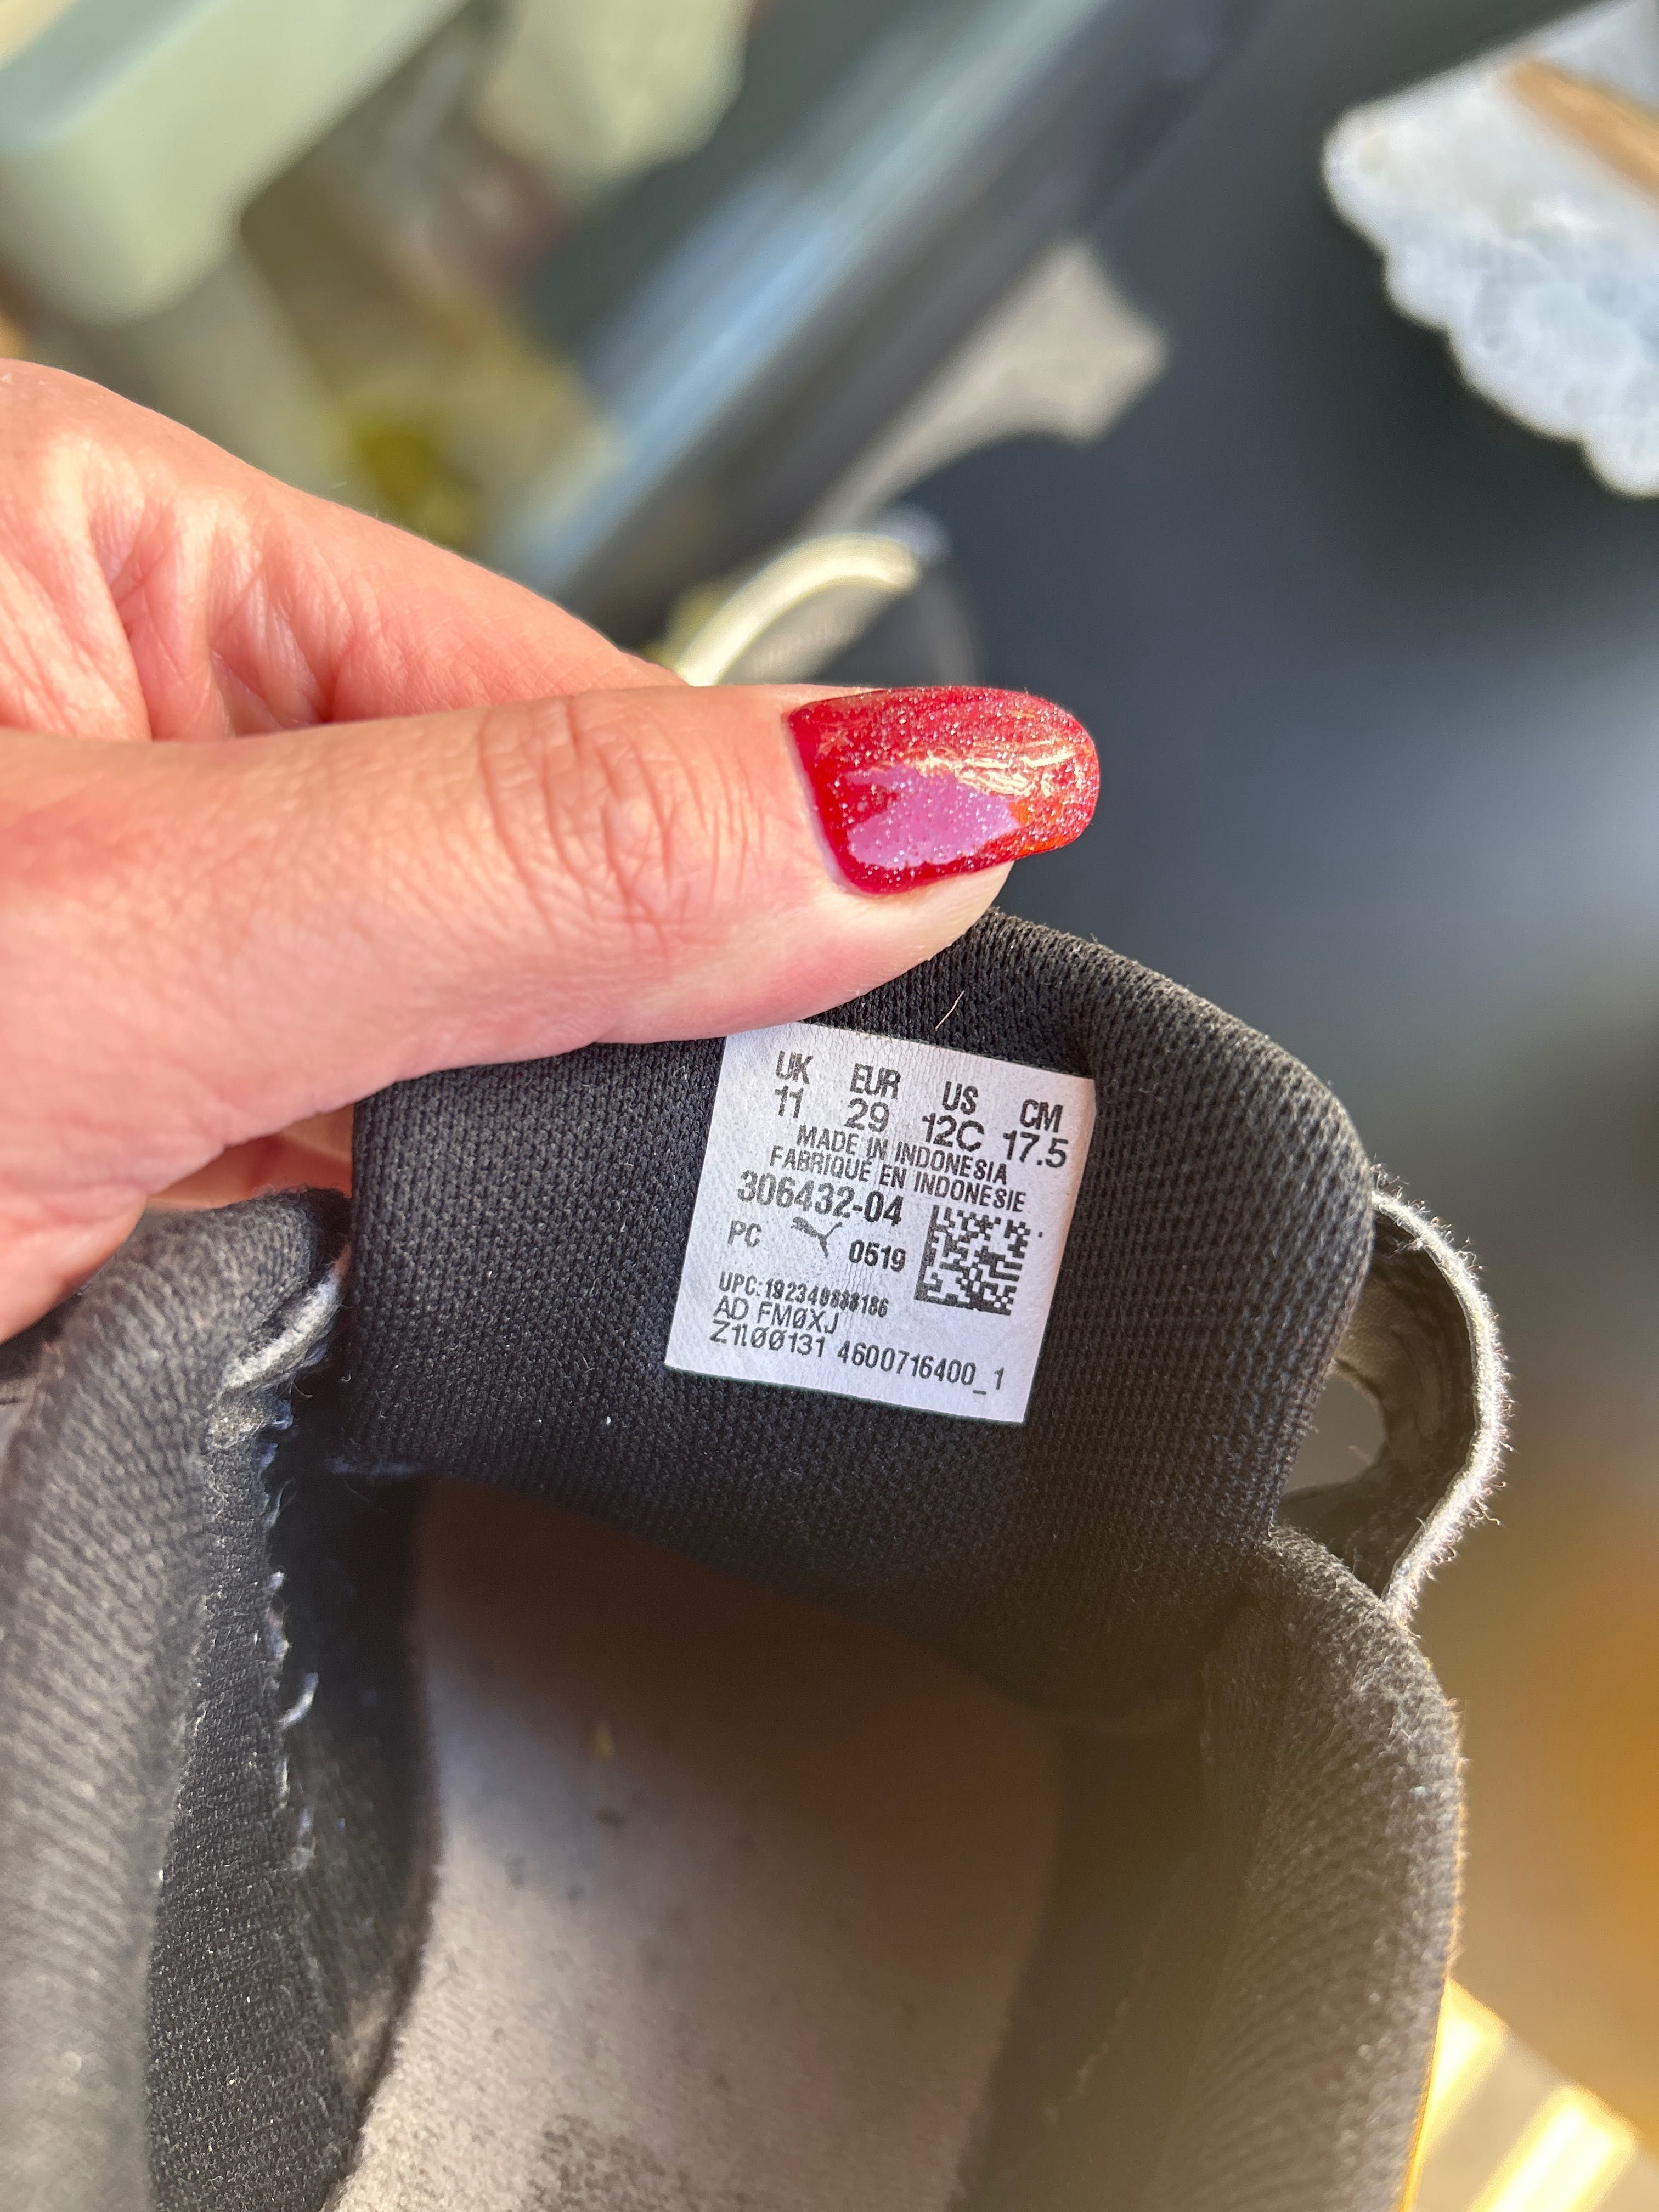 UK EUR US CM
11 29 12C 17.5
MADE IN INDONESIA
FABRIQUÉ EN INDONESIE
306432-04
PC 0519
UPC:192340888186
AD FM0XJ
Z1100131 4600716400_1